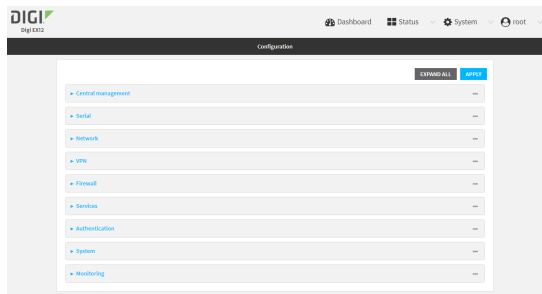 DIGI
Digi EX12
Dashboard
Status
System
root
Configuration
EXPAND ALL
APPLY
Central management
Serial
Network
VPN
Firewall
Services
Authentication
System
Monitoring